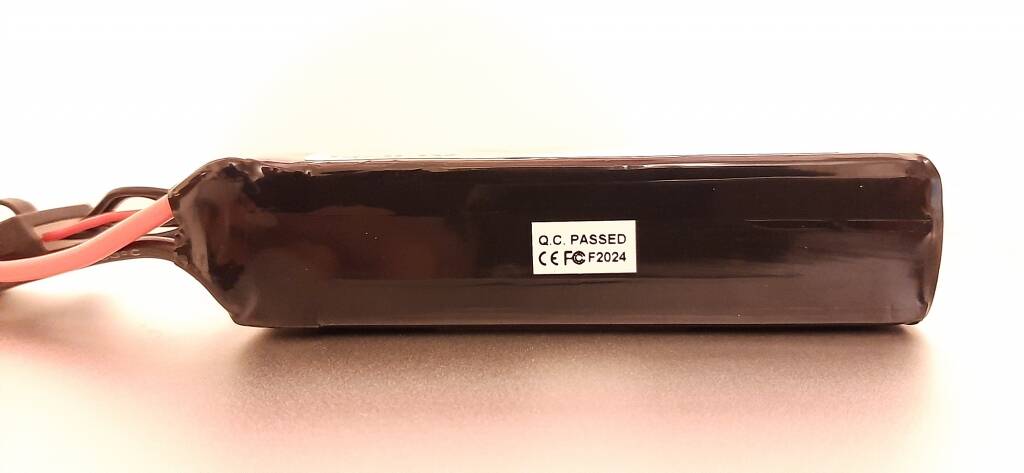 Q.C. PASSED
CE FC F2024